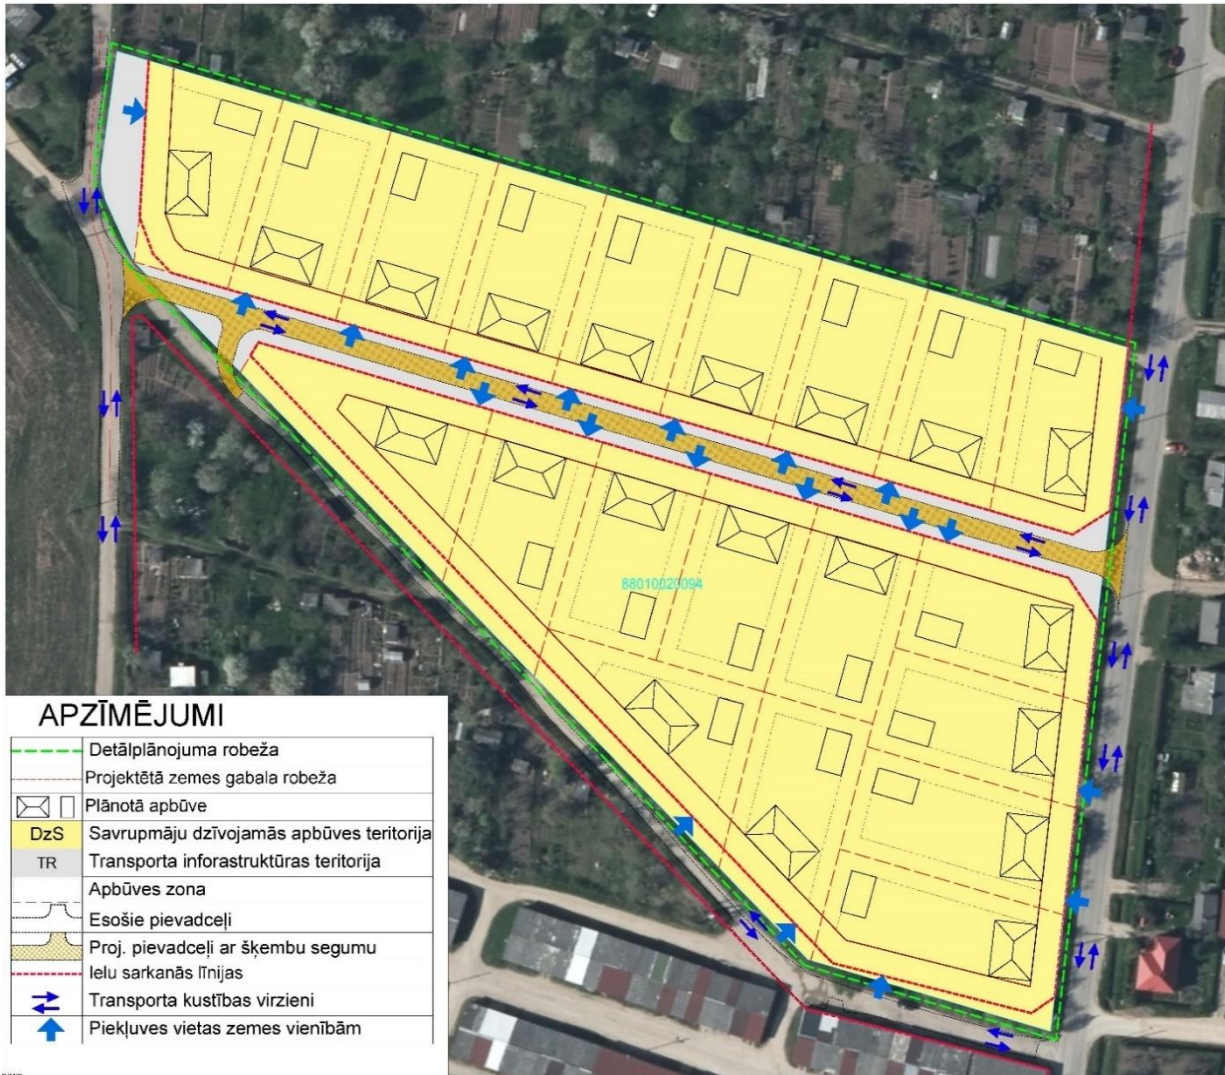 88010020094
APZĪMĒJUMI
Detālplānojuma robeža
Projektētā zemes gabala robeža
Plānotā apbūve
DzS Savrupmāju dzīvojamās apbūves teritorija
TR Transporta inforastruktūras teritorija
Apbūves zona
Esošie pievadceļi
Proj. pievadceļi ar šķembu segumu
Ielu sarkanās līnijas
Transporta kustības virzieni
Piekļuves vietas zemes vienībām